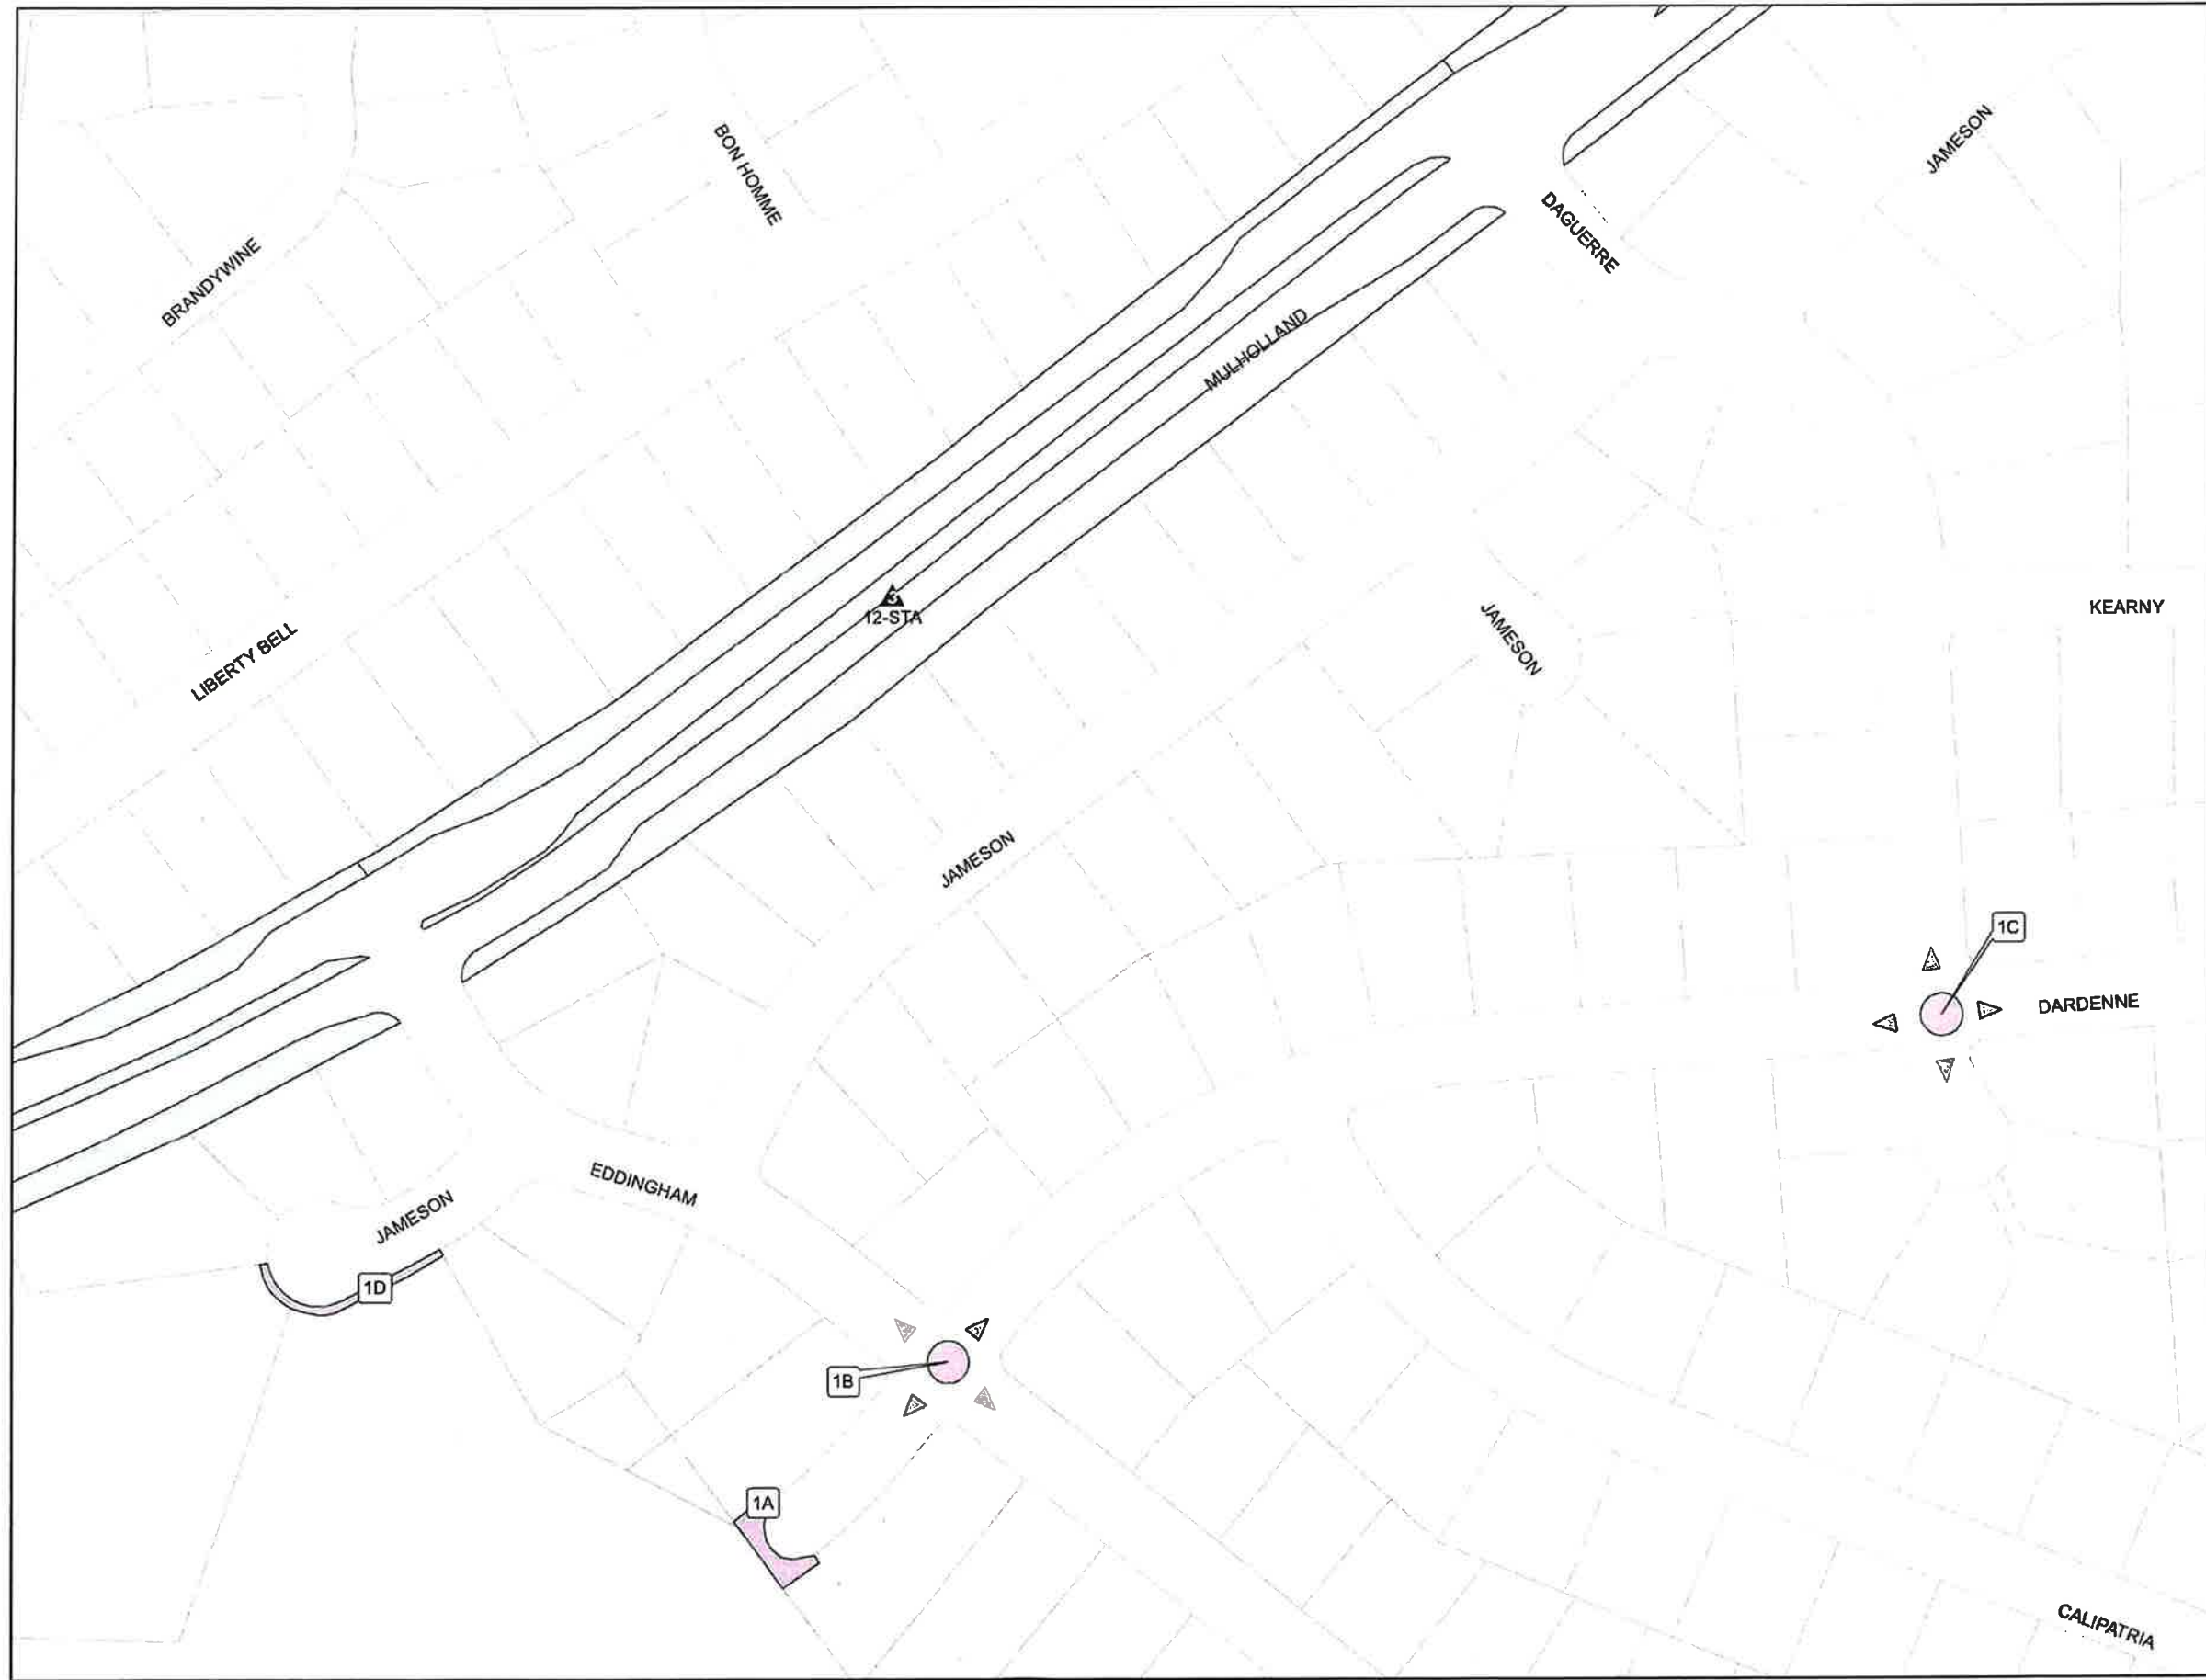 JAMESON
BON HOMME
DAGUERRE
BRANDYWINE
MULHOLLAND
3
12-STA
KEARNY
JAMESON
LIBERTY BELL
JAMESON
1C
DARDENNE
EDDINGHAM
JAMESON
1D
1B
1A
CALIPATRIA